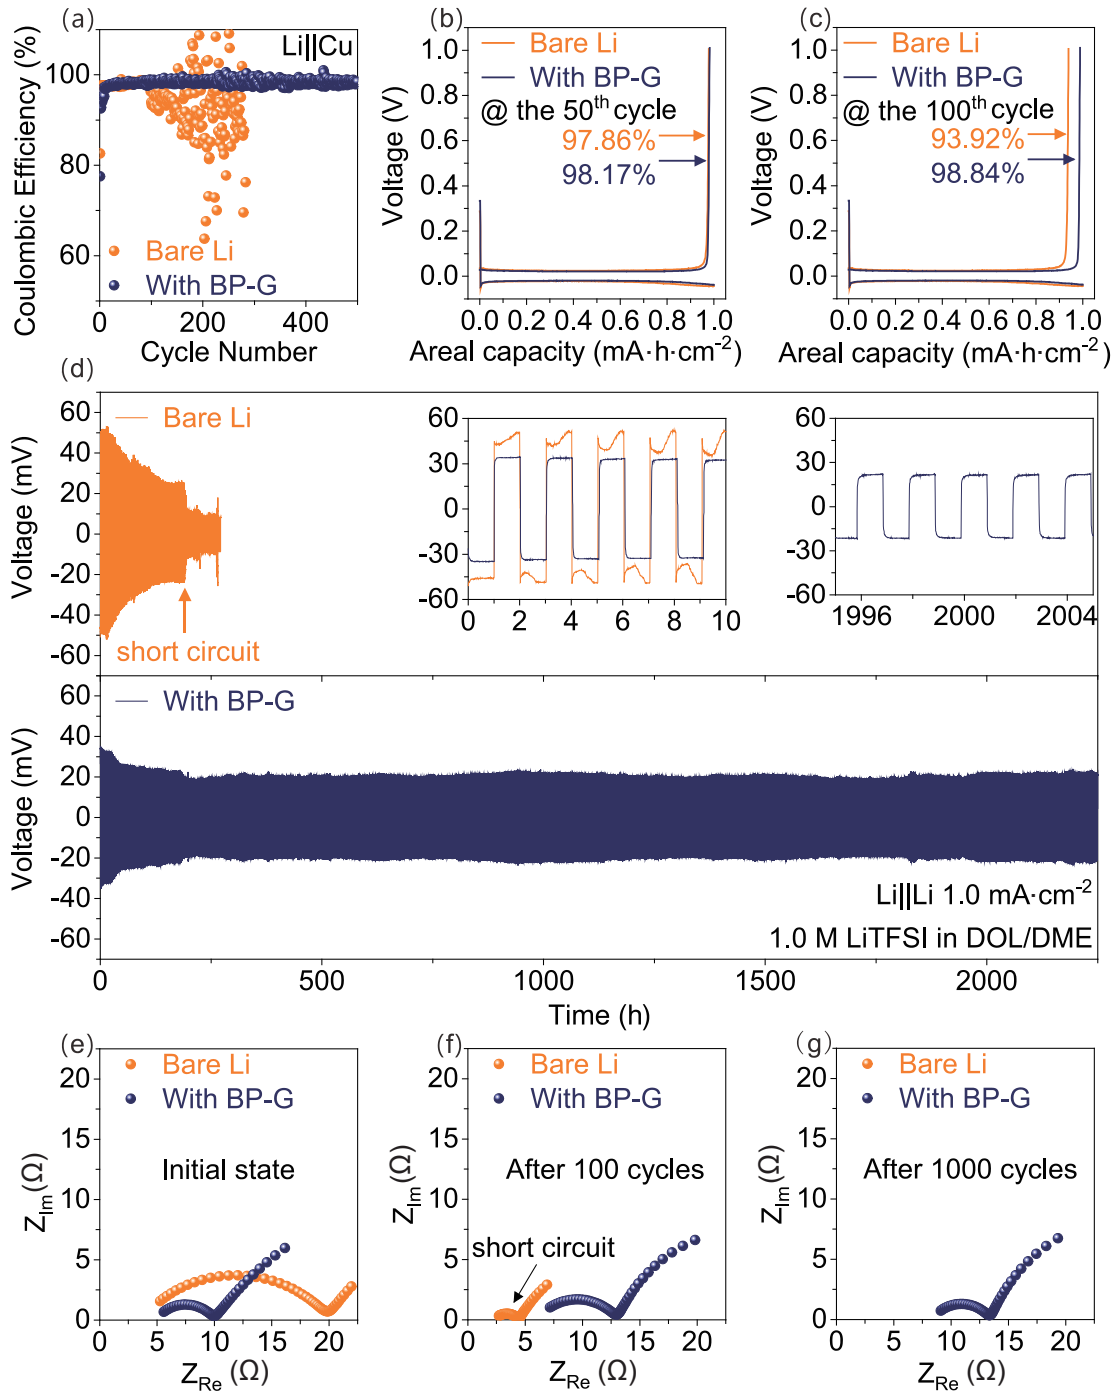 (a)
Li||Cu
Coulombic Efficiency (%)
100
80
60
Bare Li
With BP-G
0
200
400
Cycle Number
(b)
Bare Li
With BP-G
@ the 50th cycle
97.86%
98.17%
Voltage (V)
1.0
0.8
0.6
0.4
0.2
0.0
0.0 0.2 0.4 0.6 0.8 1.0
Areal capacity (mA·h·cm-2)
(c)
Bare Li
With BP-G
@ the 100th cycle
93.92%
98.84%
Voltage (V)
1.0
0.8
0.6
0.4
0.2
0.0
0.0 0.2 0.4 0.6 0.8 1.0
Areal capacity (mA·h·cm-2)
(d)
Voltage (mV)
60
40
20
0
-20
-40
-60
Bare Li
short circuit
60
30
0
-30
-60
0 2 4 6 8 10
60
30
0
-30
-60
1996 2000 2004
Voltage (mV)
60
40
20
0
-20
-40
-60
With BP-G
Li||Li 1.0 mA·cm-2
1.0 M LiTFSI in DOL/DME
0 500 1000 1500 2000
Time (h)
(e)
Bare Li
With BP-G
Initial state
ZIm(Ω)
20
15
10
5
0
0 5 10 15 20
ZRe (Ω)
(f)
Bare Li
With BP-G
After 100 cycles
short circuit
ZIm(Ω)
20
15
10
5
0
0 5 10 15 20
ZRe (Ω)
(g)
Bare Li
With BP-G
After 1000 cycles
ZIm(Ω)
20
15
10
5
0
0 5 10 15 20
ZRe (Ω)